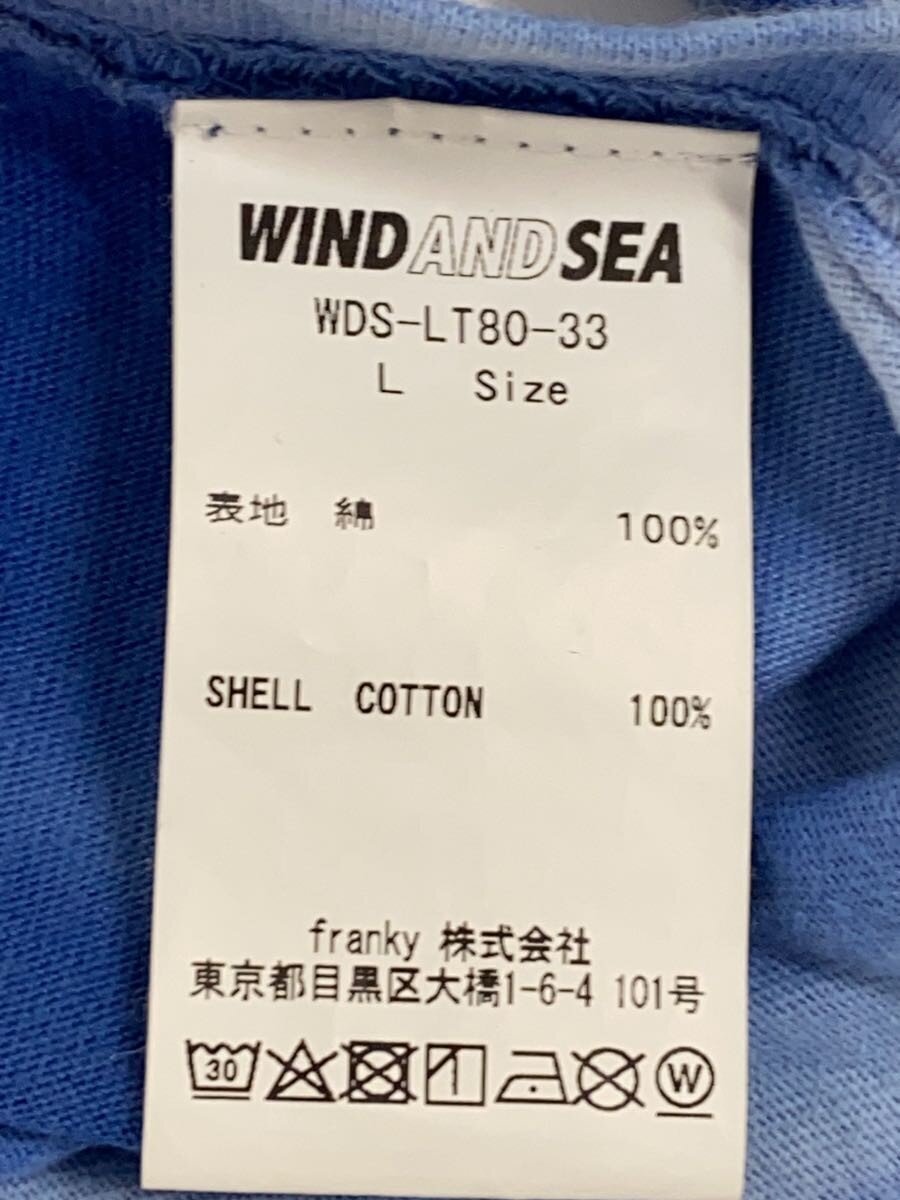 WINDANDSEA
WDS-LT80-33
L Size
表地 綿 100%
SHELL COTTON 100%
franky 株式会社
東京都目黒区大橋1-6-4 101号
30 W